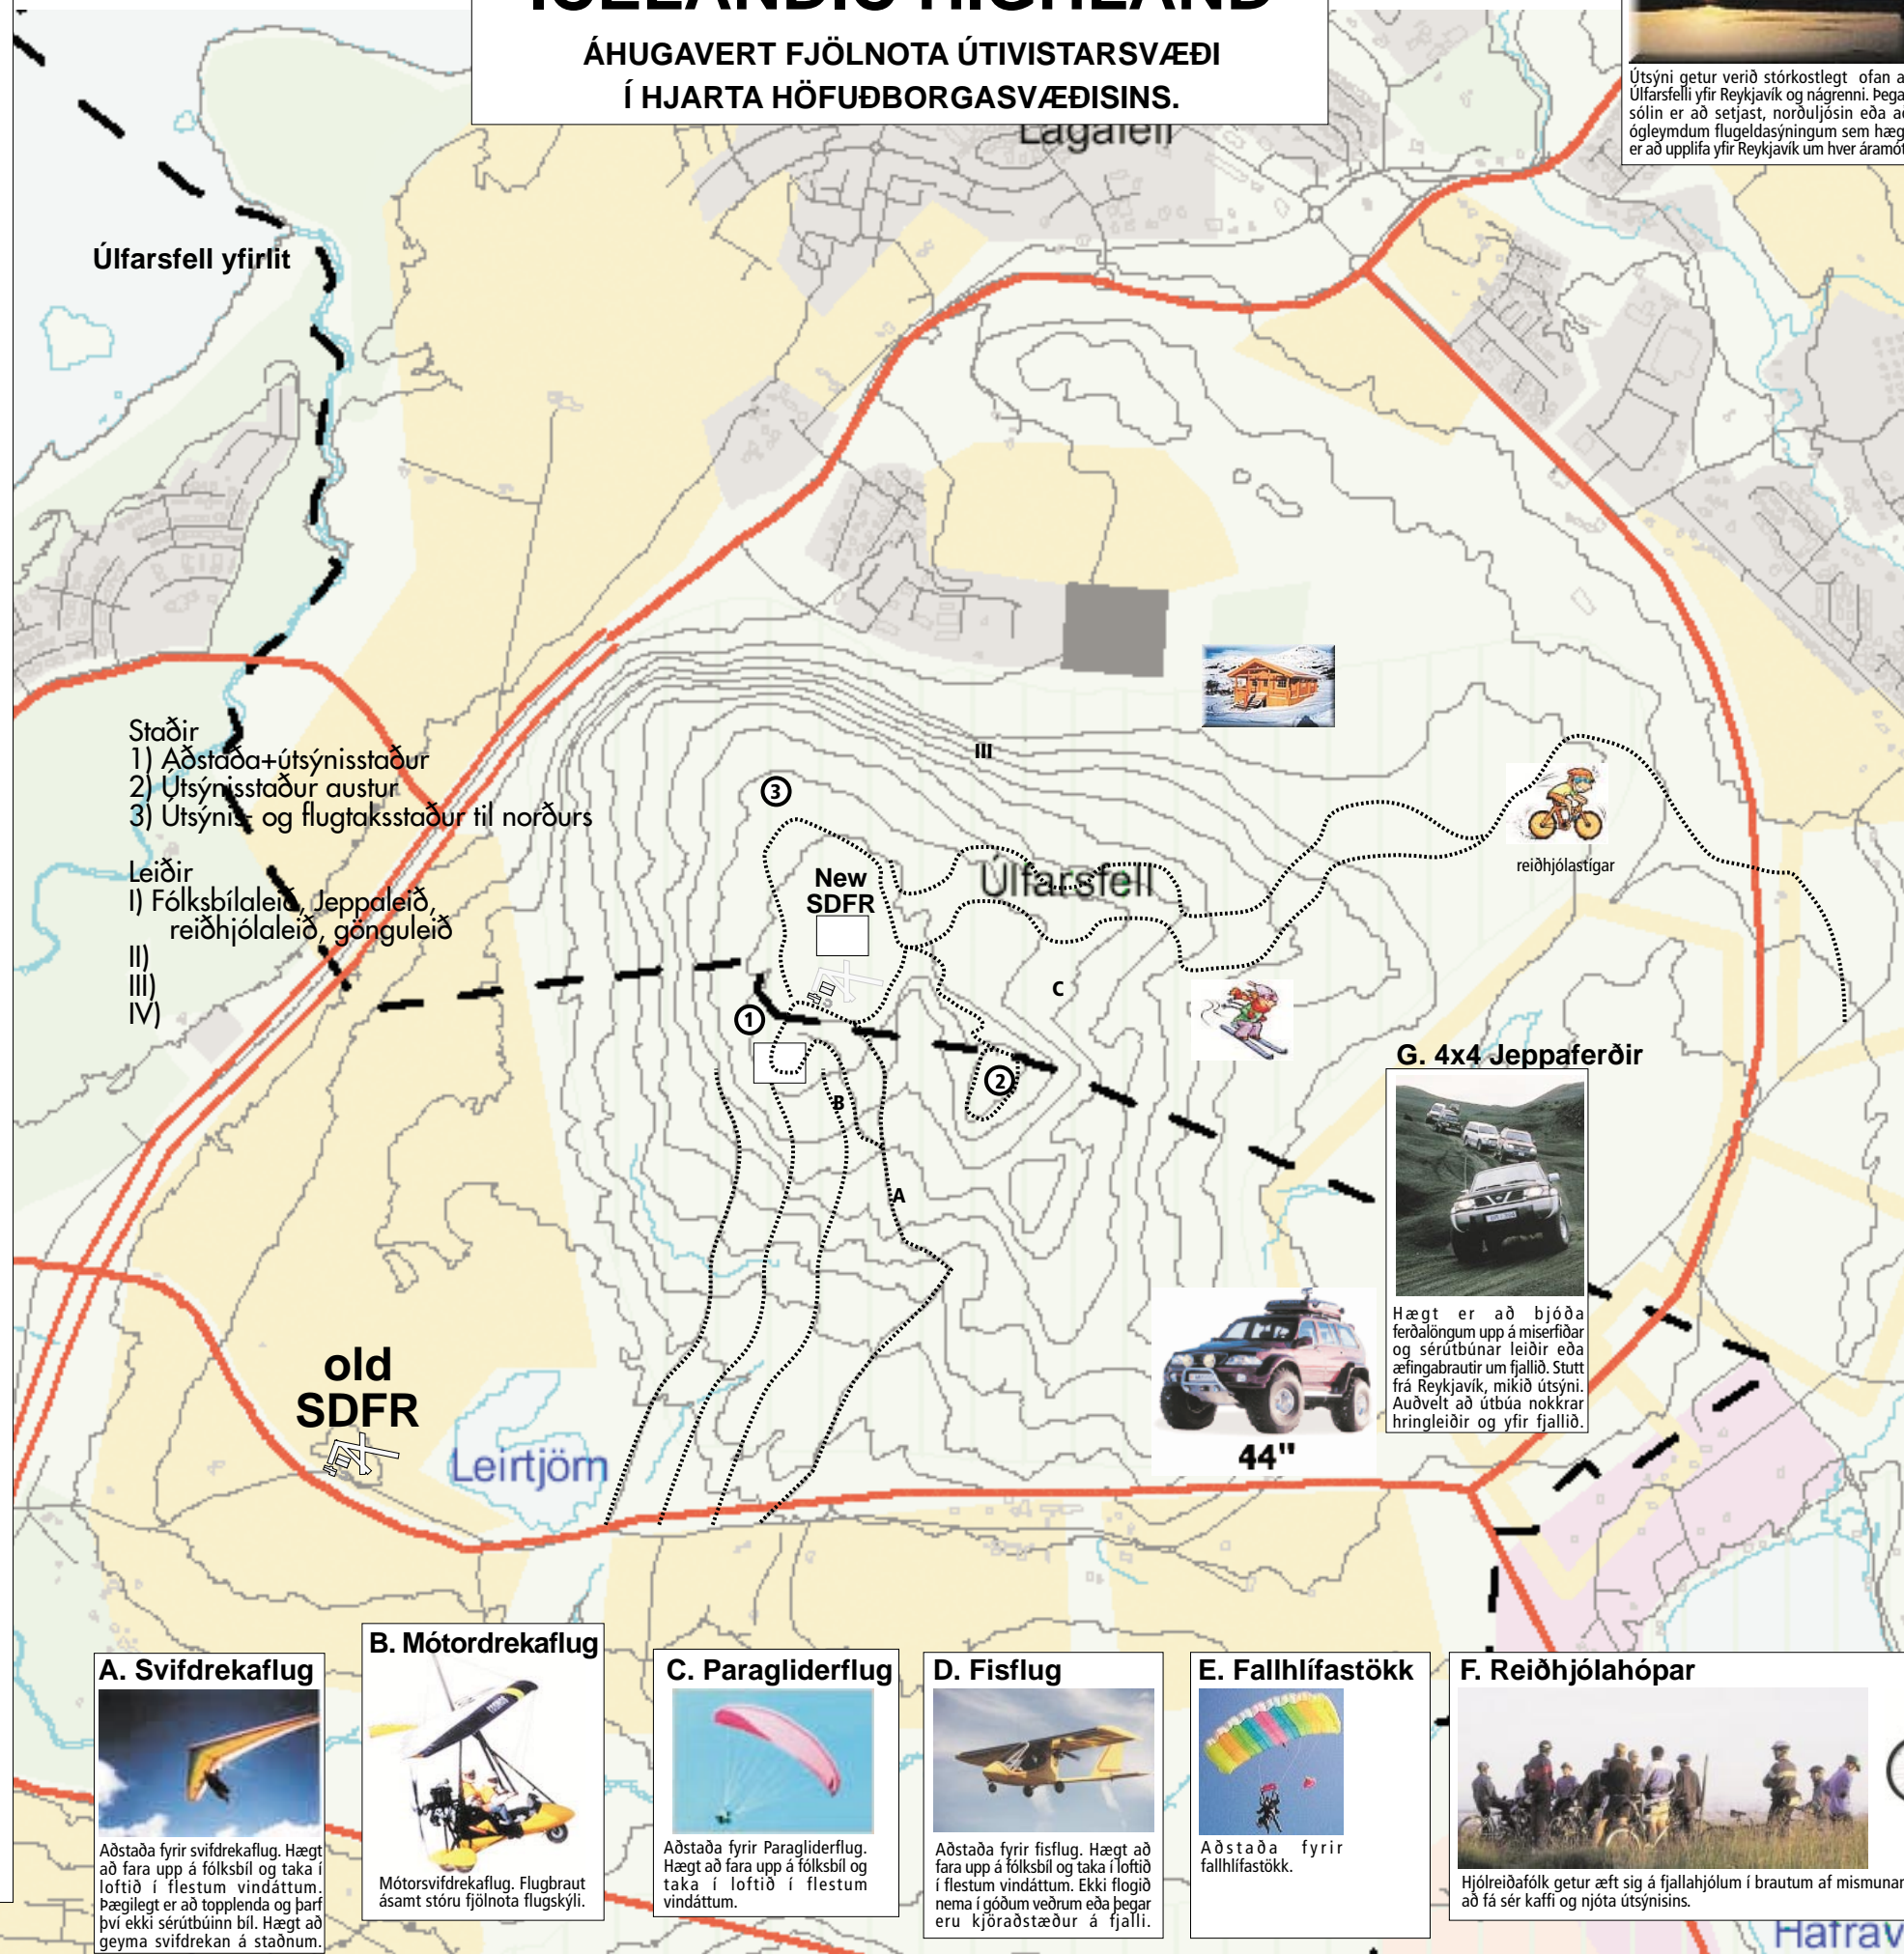 ICELANDIC HIGHLAND
ÁHUGAVERT FJÖLNOTA ÚTIVISTARSVÆÐI
Í HJARTA HÖFUÐBORGASVÆÐISINS.
Útsýni getur verið stórkostlegt ofan a
Úlfarsfelli yfir Reykjavík og nágrenni. Þega
sólin er að setjast, norðuljósin eða a
ógleymdum flugeldasýningum sem hæg
er að upplifa yfir Reykjavík um hver áramót
Lágafell
Úlfarsfell yfirlit
Staðir
1) Aðstaða+útsýnisstaður
2) Útsýnisstaður austur
3) Útsýnis- og flugtaksstaður til norðurs
Leiðir
I) Fólksbílaleið, Jeppaleið,
reiðhjólaleið, gönguleið
II)
III)
IV)
III
3
New
SDFR
Úlfarsfell
reiðhjólastígar
C
1
2
B
A
G. 4x4 Jeppaferðir
Hægt er að bjóða
ferðalöngum upp á miserfiðar
og sérútbúnar leiðir eða
æfingabrautir um fjallið. Stutt
frá Reykjavík, mikið útsýni.
Auðvelt að útbúa nokkrar
hringleiðir og yfir fjallið.
44"
old
SDFR
Leirtjörn
A. Svifdrekaflug
Aðstaða fyrir svifdrekaflug. Hægt
að fara upp á fólksbíl og taka í
loftið í flestum vindáttum.
Þægilegt er að topplenda og þarf
því ekki sérútbúinn bíl. Hægt að
geyma svifdrekan á staðnum.
B. Mótordrekaflug
Mótorsvifdrekaflug. Flugbraut
ásamt stóru fjölnota flugskýli.
C. Paragliderflug
Aðstaða fyrir Paragliderflug.
Hægt að fara upp á fólksbíl og
taka í loftið í flestum
vindáttum.
D. Fisflug
Aðstaða fyrir fisflug. Hægt að
fara upp á fólksbíl og taka í loftið
í flestum vindáttum. Ekki flogið
nema í góðum veðrum eða þegar
eru kjöraðstæður á fjalli.
E. Fallhlífastökk
Aðstaða fyrir
fallhlífastökk.
F. Reiðhjólahópar
Hjólreiðafólk getur æft sig á fjallahjólum í brautum af mismunan
að fá sér kaffi og njóta útsýnisins.
Hafrav